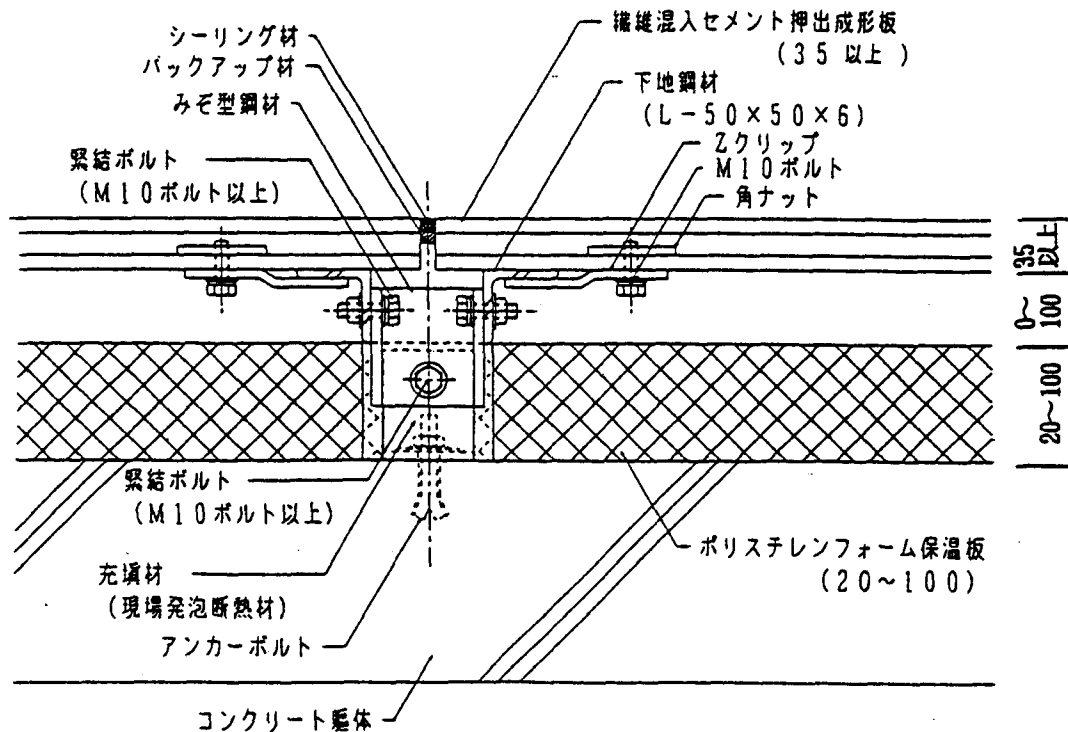 シーリング材
バックアップ材
みぞ型鋼材
緊結ボルト
(M10ボルト以上)
繊維混入セメント押出成形板
(35 以上)
下地鋼材
(L-50×50×6)
Zクリップ
M10ボルト
角ナット
35
以上
0~
100
20~100
緊結ボルト
(M10ボルト以上)
充填材
(現場発泡断熱材)
アンカーボルト
コンクリート躯体
ポリスチレンフォーム保温板
(20~100)